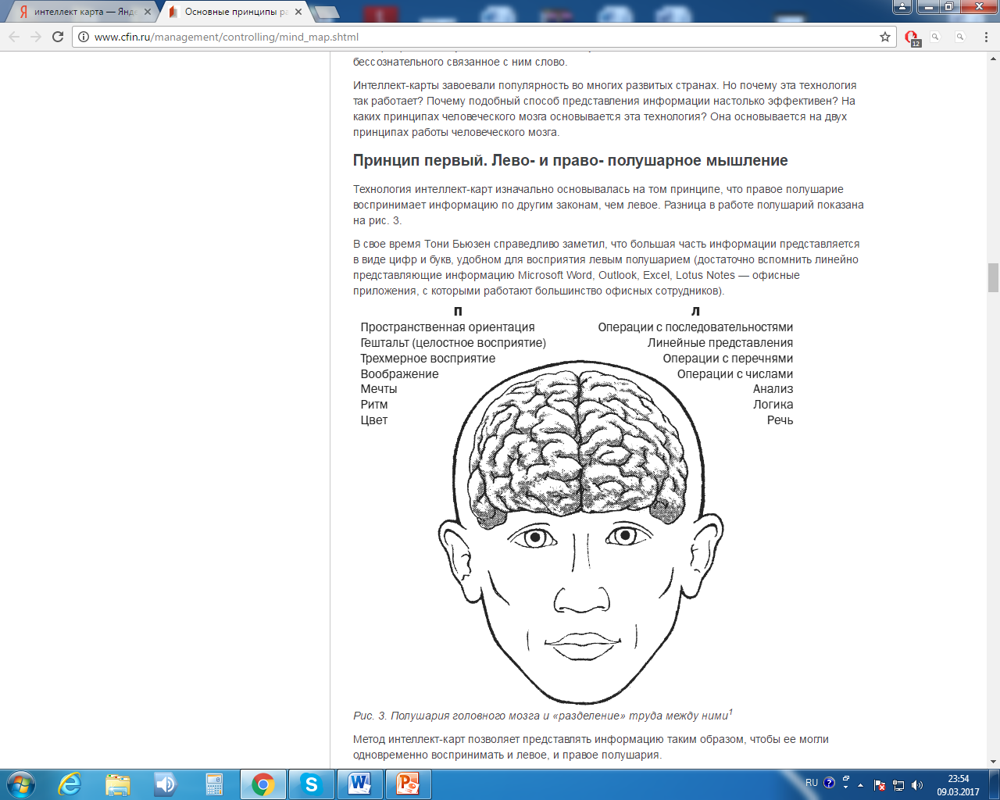 интеллект карта — Янде
Основные принципы ра
www.cfin.ru/management/controlling/mind_map.shtml
12
бессознательного связанное с ним слово.
Интеллект-карты завоевали популярность во многих развитых странах. Но почему эта технология
так работает? Почему подобный способ представления информации настолько эффективен? На
каких принципах человеческого мозга основывается эта технология? Она основывается на двух
принципах работы человеческого мозга.
Принцип первый. Лево- и право- полушарное мышление
Технология интеллект-карт изначально основывалась на том принципе, что правое полушарие
воспринимает информацию по другим законам, чем левое. Разница в работе полушарий показана
на рис. 3.
В свое время Тони Бьюзен справедливо заметил, что большая часть информации представляется
в виде цифр и букв, удобном для восприятия левым полушарием (достаточно вспомнить линейно
представляющие информацию Microsoft Word, Outlook, Excel, Lotus Notes — офисные
приложения, с которыми работают большинство офисных сотрудников).
П
Пространственная ориентация
Гештальт (целостное восприятие)
Трехмерное восприятие
Воображение
Мечты
Ритм
Цвет
Л
Операции с последовательностями
Линейные представления
Операции с перечнями
Операции с числами
Анализ
Логика
Речь
Рис. 3. Полушария головного мозга и «разделение» труда между ними1
Метод интеллект-карт позволяет представлять информацию таким образом, чтобы ее могли
одновременно воспринимать и левое, и правое полушария.
RU
23:54
09.03.2017